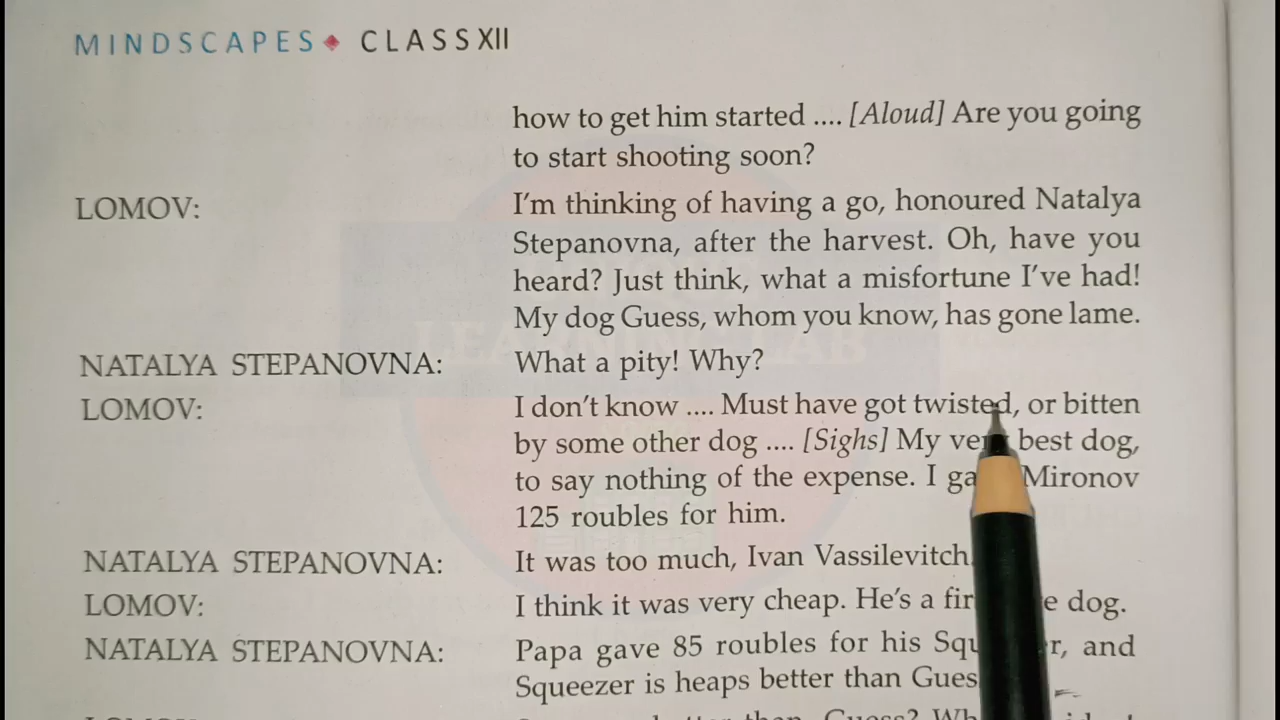 MINDSCAPES CLASS XII
how to get him started .... [Aloud] Are you going
to start shooting soon?
LOMOV: I'm thinking of having a go, honoured Natalya
Stepanovna, after the harvest. Oh, have you
heard? Just think, what a misfortune I've had!
My dog Guess, whom you know, has gone lame.
NATALYA STEPANOVNA: What a pity! Why?
LOMOV: I don't know .... Must have got twisted, or bitten
by some other dog .... [Sighs] My very best dog,
to say nothing of the expense. I Mironov
125 roubles for him.
NATALYA STEPANOVNA: It was too much, Ivan Vassilevitch
LOMOV: I think it was very cheap. He's a dog.
NATALYA STEPANOVNA: Papa gave 85 roubles for his and
Squeezer is heaps better than
LEARNING LAB